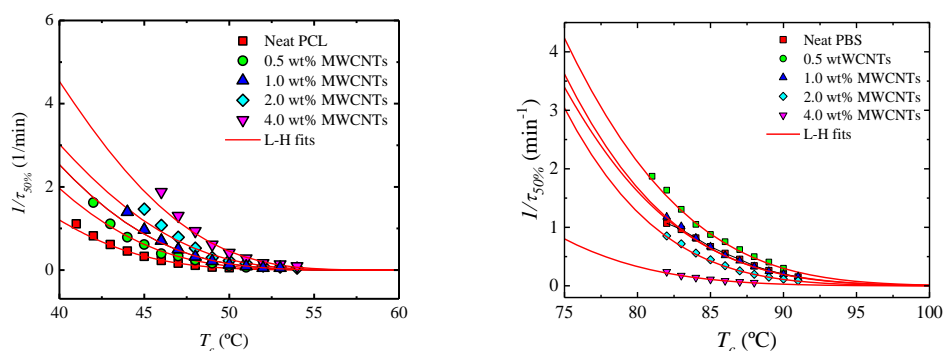 6
4
2
0
40
45
50
55
60
1/τ50% (1/min)
Tc (ºC)
Neat PCL
0.5 wt% MWCNTs
1.0 wt% MWCNTs
2.0 wt% MWCNTs
4.0 wt% MWCNTs
L-H fits
4
3
2
1
0
75
80
85
90
95
100
1/τ50% (min-1)
Tc (ºC)
Neat PBS
0.5 wtWCNTs
1.0 wt% MWCNTs
2.0 wt% MWCNTs
4.0 wt% MWCNTs
L-H fits